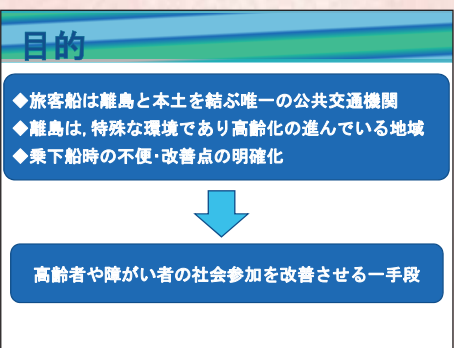 目的
◆旅客船は離島と本土を結ぶ唯一の公共交通機関
◆離島は,特殊な環境であり高齢化の進んでいる地域
◆乗下船時の不便・改善点の明確化
高齢者や障がい者の社会参加を改善させる一手段